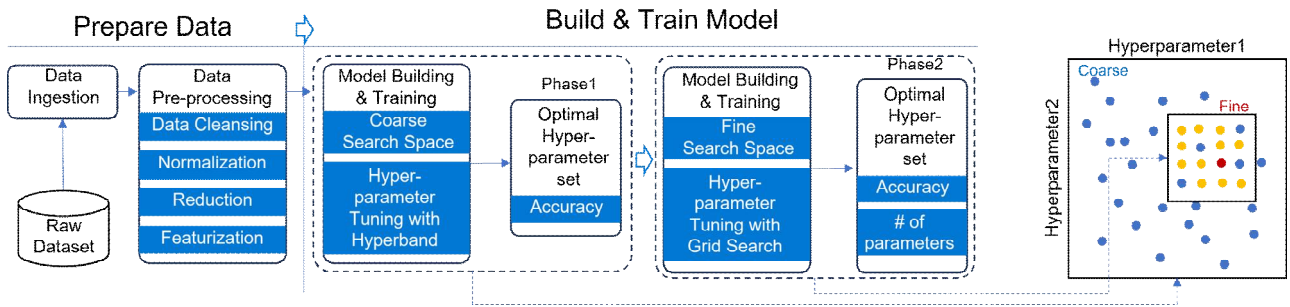 Prepare Data
Build & Train Model
Data
Ingestion
Raw
Dataset
Data
Pre-processing
Data Cleansing
Normalization
Reduction
Featurization
Model Building
& Training
Coarse
Search Space
Hyper-
parameter
Tuning with
Hyperband
Phase1
Optimal
Hyper-
parameter
set
Accuracy
Model Building
& Training
Fine
Search Space
Hyper-
parameter
Tuning with
Grid Search
Phase2
Optimal
Hyper-
parameter
set
Accuracy
# of
parameters
Hyperparameter1
Hyperparameter2
Coarse
Fine